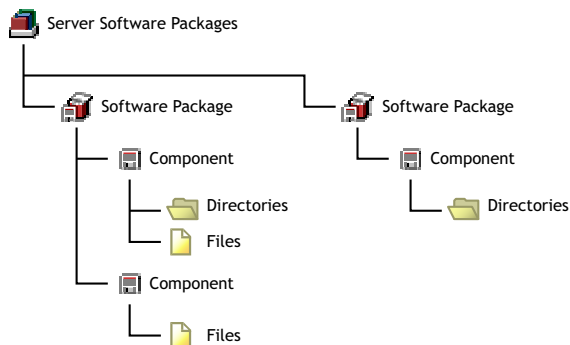 Server Software Packages
Software Package
Component
Directories
Files
Component
Files
Software Package
Component
Directories